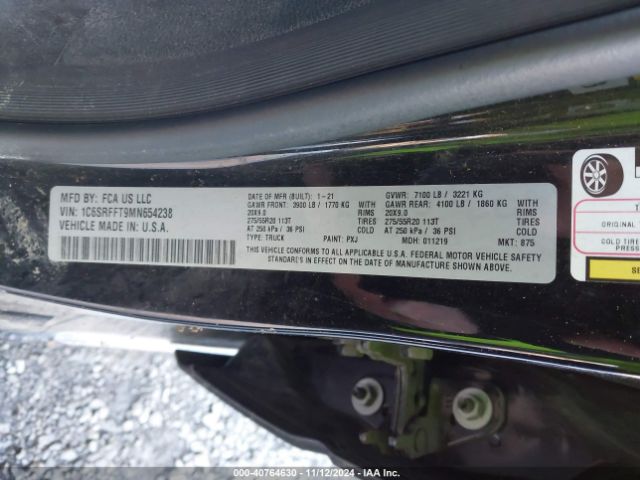 MFD BY: FCA US LLC
VIN: 1C6SRFFT9MN654238
VEHICLE MADE IN: U.S.A.
DATE OF MFR (BUILT): 1-21
GAWR FRONT: 3900 LB / 1770 KG WITH
20X9.0 RIMS
275/55R20 113T TIRES
AT 250 kPa / 36 PSI COLD
TYPE: TRUCK PAINT: PXJ
GVWR: 7100 LB / 3221 KG
GAWR REAR: 4100 LB / 1860 KG WITH
20X9.0 RIMS
275/55R20 113T TIRES
AT 250 kPa / 36 PSI COLD
MDH: 011219 MKT: 875
THIS VEHICLE CONFORMS TO ALL APPLICABLE U.S.A. FEDERAL MOTOR VEHICLE SAFETY
STANDARD'S IN EFFECT ON THE DATE OF MANUFACTURE SHOWN ABOVE.
The
TIRE
ORIGINAL
COLD TIRE
PRESSU
SE
000-40764630 - 11/12/2024 - IAA Inc.